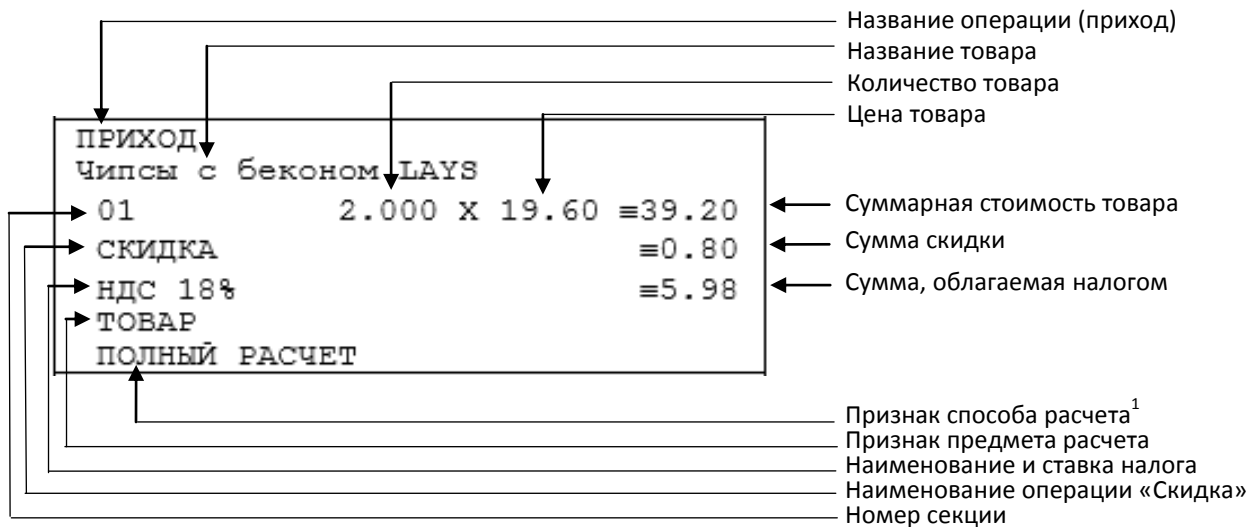 Название операции (приход)
Название товара
Количество товара
Цена товара
ПРИХОД
Чипсы с беконом LAYS
01 2.000 X 19.60 ≡39.20
Суммарная стоимость товара
СКИДКА ≡0.80
Сумма скидки
НДС 18% ≡5.98
Сумма, облагаемая налогом
ТОВАР
ПОЛНЫЙ РАСЧЕТ
Признак способа расчета¹
Признак предмета расчета
Наименование и ставка налога
Наименование операции «Скидка»
Номер секции